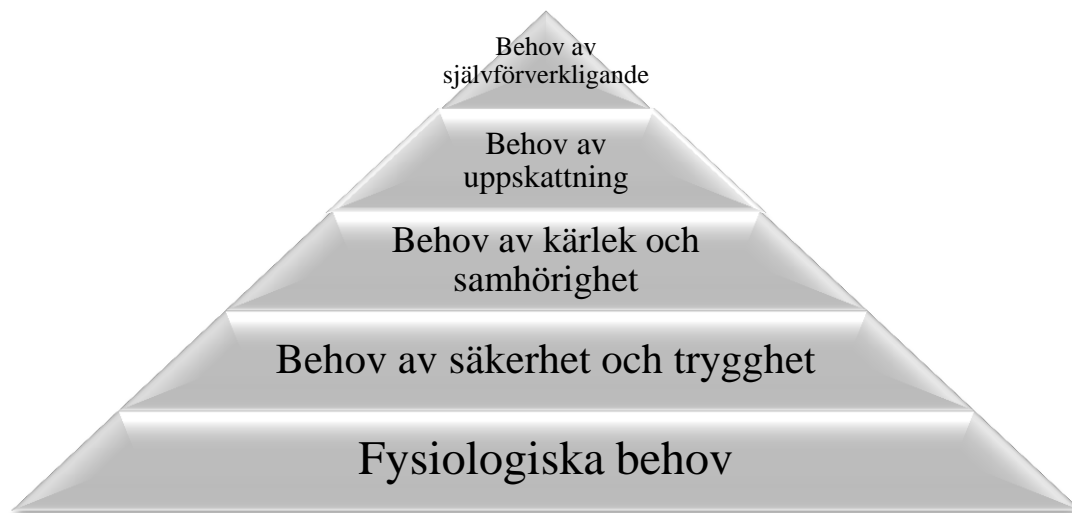 Behov av
självförverkligande
Behov av
uppskattning
Behov av kärlek och
samhörighet
Behov av säkerhet och trygghet
Fysiologiska behov